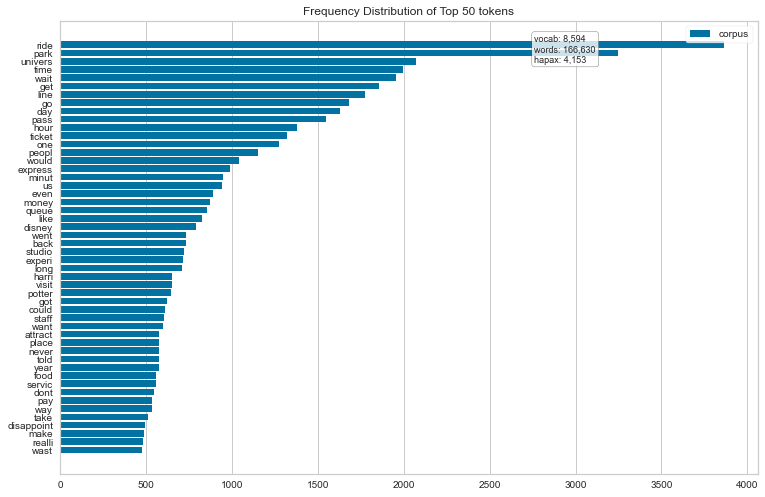 Frequency Distribution of Top 50 tokens
corpus
vocab: 8,594
words: 166,630
hapax: 4,153
ride
park
univers
time
wait
get
line
go
day
pass
hour
ticket
one
peopl
would
express
minut
us
even
money
queue
like
disney
went
back
studio
experi
long
harri
visit
potter
got
could
staff
want
attract
place
never
told
year
food
servic
dont
pay
way
take
disappoint
make
realli
wast
0 500 1000 1500 2000 2500 3000 3500 4000